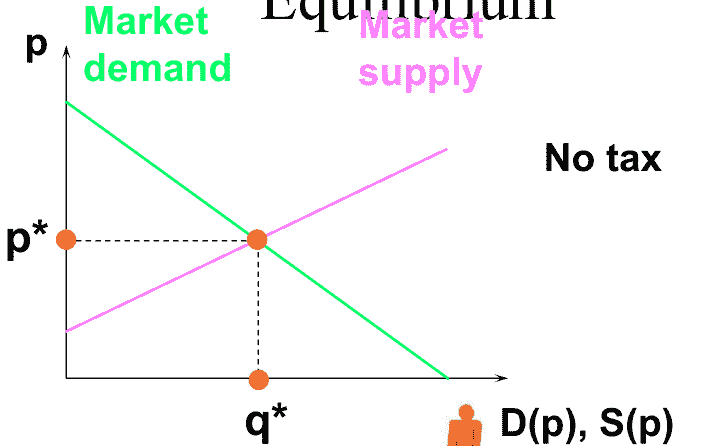 Equilibrium
Market
demand
Market
supply
p
No tax
p*
q*
D(p), S(p)